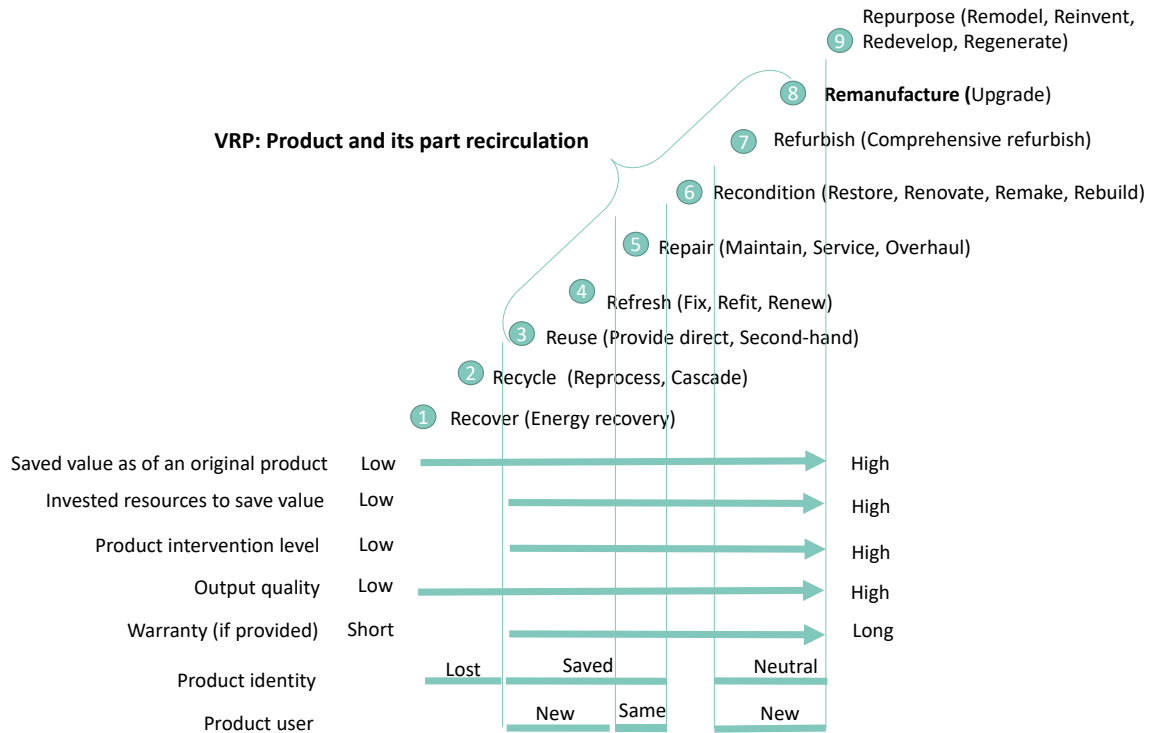 Repurpose (Remodel, Reinvent,
9 Redevelop, Regenerate)
8 Remanufacture (Upgrade)
VRP: Product and its part recirculation
7 Refurbish (Comprehensive refurbish)
6 Recondition (Restore, Renovate, Remake, Rebuild)
5 Repair (Maintain, Service, Overhaul)
4 Refresh (Fix, Refit, Renew)
3 Reuse (Provide direct, Second-hand)
2 Recycle (Reprocess, Cascade)
1 Recover (Energy recovery)
Saved value as of an original product Low High
Invested resources to save value Low High
Product intervention level Low High
Output quality Low High
Warranty (if provided) Short Long
Product identity Lost Saved Neutral
Product user New Same New